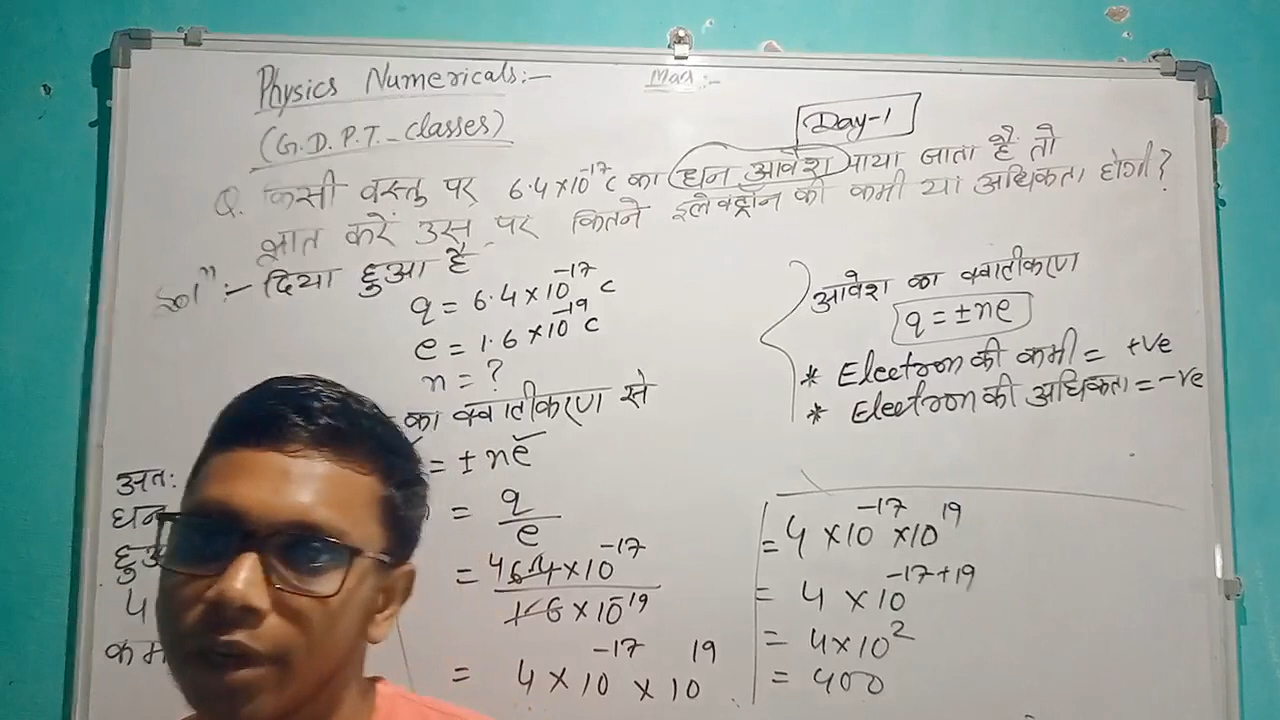 Physics Numericals:-
(G.D.P.T.- classes)
Day-1
Q. किसी वस्तु पर 6.4×10⁻¹⁷c का धन आवेश पाया जाता है तो
ज्ञात करें उस पर कितने इलेक्ट्रॉन की कमी या अधिकता होगी?
Solⁿ:- दिया हुआ है
q = 6.4×10⁻¹⁷ c
e = 1.6×10⁻¹⁹ c
n = ?
का क्वांटीकरण से
= ± ne
= q/e
= 4 6.4×10⁻¹⁷ / 1.6×10⁻¹⁹
= 4×10⁻¹⁷ × 10¹⁹
अतः
धन
4
कम
आवेश का क्वांटीकरण
q = ±ne
* Electron की कमी = +ve
* Electron की अधिकता = -ve
= 4×10⁻¹⁷×10¹⁹
= 4×10⁻¹⁷⁺¹⁹
= 4×10²
= 400